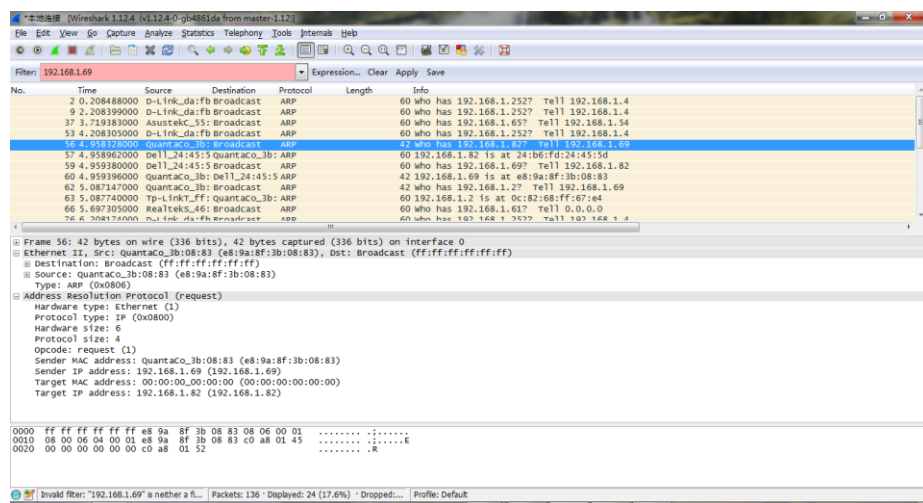 *本地连接 [Wireshark 1.12.4 (v1.12.4-0-gb4861da from master-1.12)]
File Edit View Go Capture Analyze Statistics Telephony Tools Internals Help
Filter: 192.168.1.69 Expression... Clear Apply Save
No. Time Source Destination Protocol Length Info
2 0.208488000 D-Link_da:fb Broadcast ARP 60 who has 192.168.1.252? Tell 192.168.1.4
9 2.208399000 D-Link_da:fb Broadcast ARP 60 who has 192.168.1.252? Tell 192.168.1.4
37 3.719383000 AsustekC_55: Broadcast ARP 60 who has 192.168.1.65? Tell 192.168.1.54
53 4.208305000 D-Link_da:fb Broadcast ARP 60 who has 192.168.1.252? Tell 192.168.1.4
56 4.958328000 QuantaCo_3b: Broadcast ARP 42 who has 192.168.1.82? Tell 192.168.1.69
57 4.958962000 Dell_24:45:5 QuantaCo_3b: ARP 60 192.168.1.82 is at 24:b6:fd:24:45:5d
59 4.959380000 Dell_24:45:5 Broadcast ARP 60 who has 192.168.1.69? Tell 192.168.1.82
60 4.959396000 QuantaCo_3b: Dell_24:45:5 ARP 42 192.168.1.69 is at e8:9a:8f:3b:08:83
62 5.087147000 QuantaCo_3b: Broadcast ARP 42 who has 192.168.1.2? Tell 192.168.1.69
63 5.087740000 Tp-LinkT_ff: QuantaCo_3b: ARP 60 192.168.1.2 is at 0c:82:68:ff:67:e4
66 5.697305000 RealtekS_46: Broadcast ARP 60 who has 192.168.1.61? Tell 0.0.0.0
76 6.208174000 D-Link_da:fb Broadcast ARP 60 who has 192.168.1.252? Tell 192.168.1.4
Frame 56: 42 bytes on wire (336 bits), 42 bytes captured (336 bits) on interface 0
Ethernet II, Src: QuantaCo_3b:08:83 (e8:9a:8f:3b:08:83), Dst: Broadcast (ff:ff:ff:ff:ff:ff)
Destination: Broadcast (ff:ff:ff:ff:ff:ff)
Source: QuantaCo_3b:08:83 (e8:9a:8f:3b:08:83)
Type: ARP (0x0806)
Address Resolution Protocol (request)
Hardware type: Ethernet (1)
Protocol type: IP (0x0800)
Hardware size: 6
Protocol size: 4
Opcode: request (1)
Sender MAC address: QuantaCo_3b:08:83 (e8:9a:8f:3b:08:83)
Sender IP address: 192.168.1.69 (192.168.1.69)
Target MAC address: 00:00:00_00:00:00 (00:00:00:00:00:00)
Target IP address: 192.168.1.82 (192.168.1.82)
0000 ff ff ff ff ff ff e8 9a 8f 3b 08 83 08 06 00 01 ........ .;......
0010 08 00 06 04 00 01 e8 9a 8f 3b 08 83 c0 a8 01 45 ........ .;.....E
0020 00 00 00 00 00 00 c0 a8 01 52 ........ .R
Invalid filter: "192.168.1.69" is neither a fi... Packets: 136 · Displayed: 24 (17.6%) · Dropped:... Profile: Default